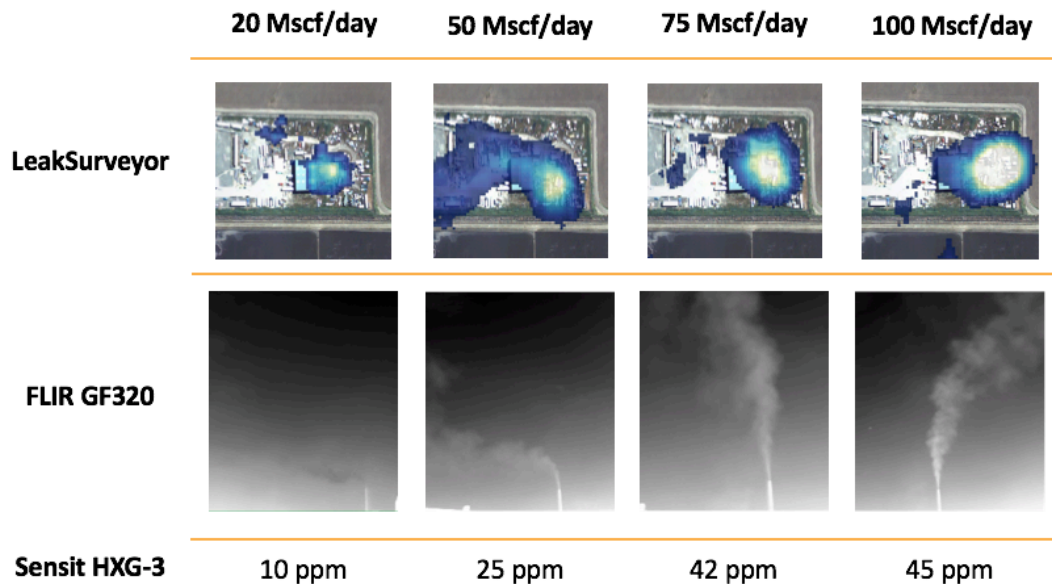 20 Mscf/day 50 Mscf/day 75 Mscf/day 100 Mscf/day
LeakSurveyor
FLIR GF320
Sensit HXG-3 10 ppm 25 ppm 42 ppm 45 ppm